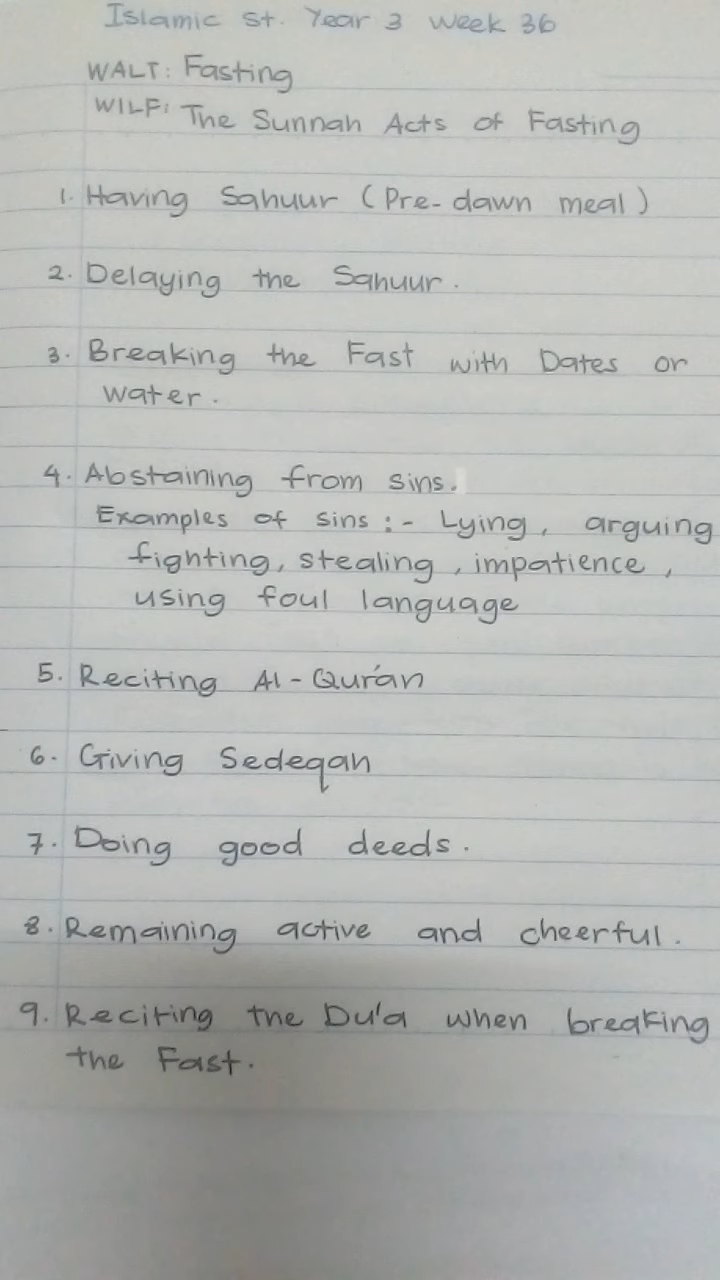 Islamic St. Year 3 Week 36
WALT: Fasting
WILF: The Sunnah Acts of Fasting
1. Having Sahuur (Pre-dawn meal)
2. Delaying the Sahuur.
3. Breaking the Fast with Dates or
water.
4. Abstaining from sins.
Examples of sins :- Lying, arguing
fighting, stealing, impatience,
using foul language
5. Reciting Al-Qur'an
6. Giving Sedeqah
7. Doing good deeds.
8. Remaining active and cheerful.
9. Reciting the Du'a when breaking
the Fast.